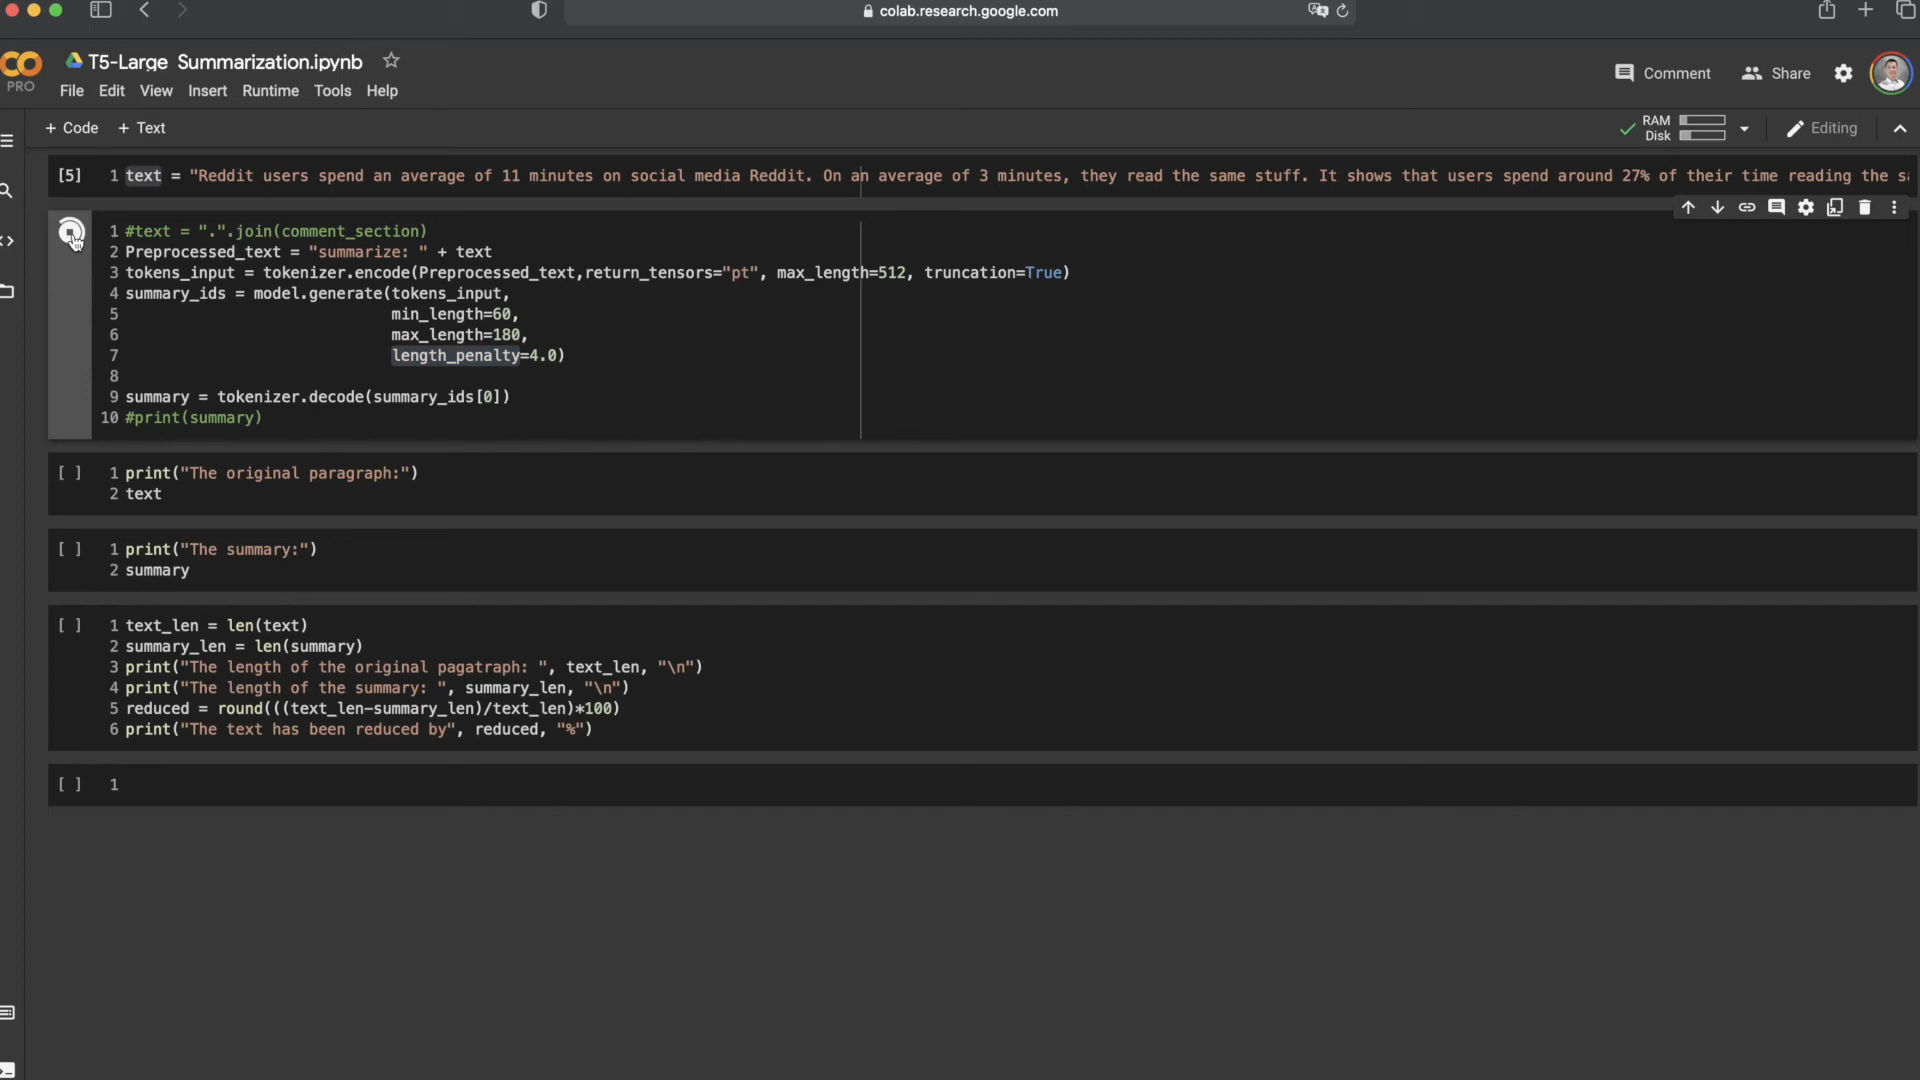 colab.research.google.com
T5-Large Summarization.ipynb
PRO
File Edit View Insert Runtime Tools Help
Comment Share
+ Code + Text
RAM
Disk
Editing
[5] 1 text = "Reddit users spend an average of 11 minutes on social media Reddit. On an average of 3 minutes, they read the same stuff. It shows that users spend around 27% of their time reading the
1 #text = ".".join(comment_section)
2 Preprocessed_text = "summarize: " + text
3 tokens_input = tokenizer.encode(Preprocessed_text,return_tensors="pt", max_length=512, truncation=True)
4 summary_ids = model.generate(tokens_input,
5 min_length=60,
6 max_length=180,
7 length_penalty=4.0)
8
9 summary = tokenizer.decode(summary_ids[0])
10 #print(summary)
[ ] 1 print("The original paragraph:")
2 text
[ ] 1 print("The summary:")
2 summary
[ ] 1 text_len = len(text)
2 summary_len = len(summary)
3 print("The length of the original pagatraph: ", text_len, "\n")
4 print("The length of the summary: ", summary_len, "\n")
5 reduced = round(((text_len-summary_len)/text_len)*100)
6 print("The text has been reduced by", reduced, "%")
[ ] 1